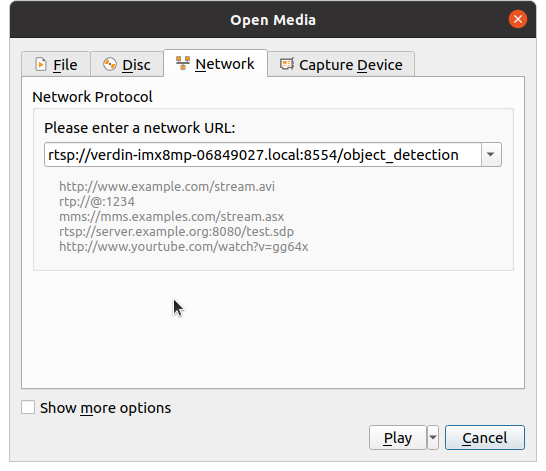 Open Media
File Disc Network Capture Device
Network Protocol
Please enter a network URL:
rtsp://verdin-imx8mp-06849027.local:8554/object_detection
http://www.example.com/stream.avi
rtp://@:1234
mms://mms.examples.com/stream.asx
rtsp://server.example.org:8080/test.sdp
http://www.yourtube.com/watch?v=gg64x
Show more options
Play Cancel